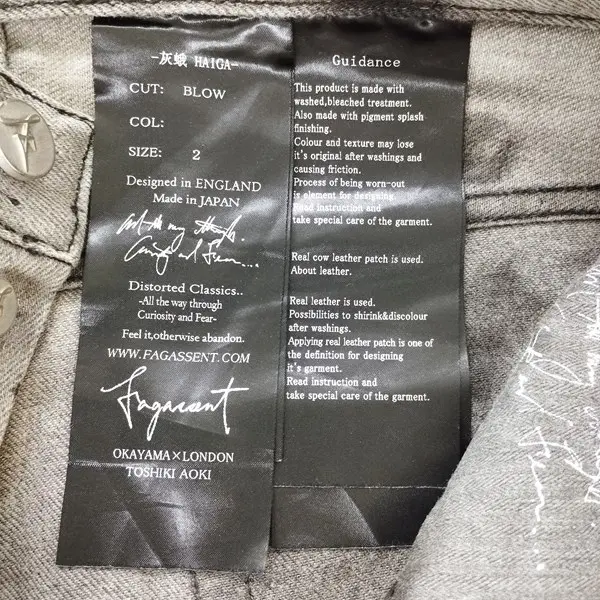 -灰蛾 HAIGA-
CUT: BLOW
COL:
SIZE: 2
Designed in ENGLAND
Made in JAPAN
Distorted Classics..
-All the way through
Curiosity and Fear-
Feel it,otherwise abandon.
WWW.FAGASSENT.COM
Fagassent
OKAYAMA×LONDON
TOSHIKI AOKI
Guidance
This product is made with
washed,bleached treatment.
Also made with pigment splash
finishing.
Colour and texture may lose
it's original after washings and
causing friction.
Process of being worn-out
is element for designing
Read instruction and
take special care of the garment.
Real cow leather patch is used.
About leather.
Real leather is used.
Possibilities to shirink&discolour
after washings.
Applying real leather patch is one of
the definition for designing
it's garment.
Read instruction and
take special care of the garment.